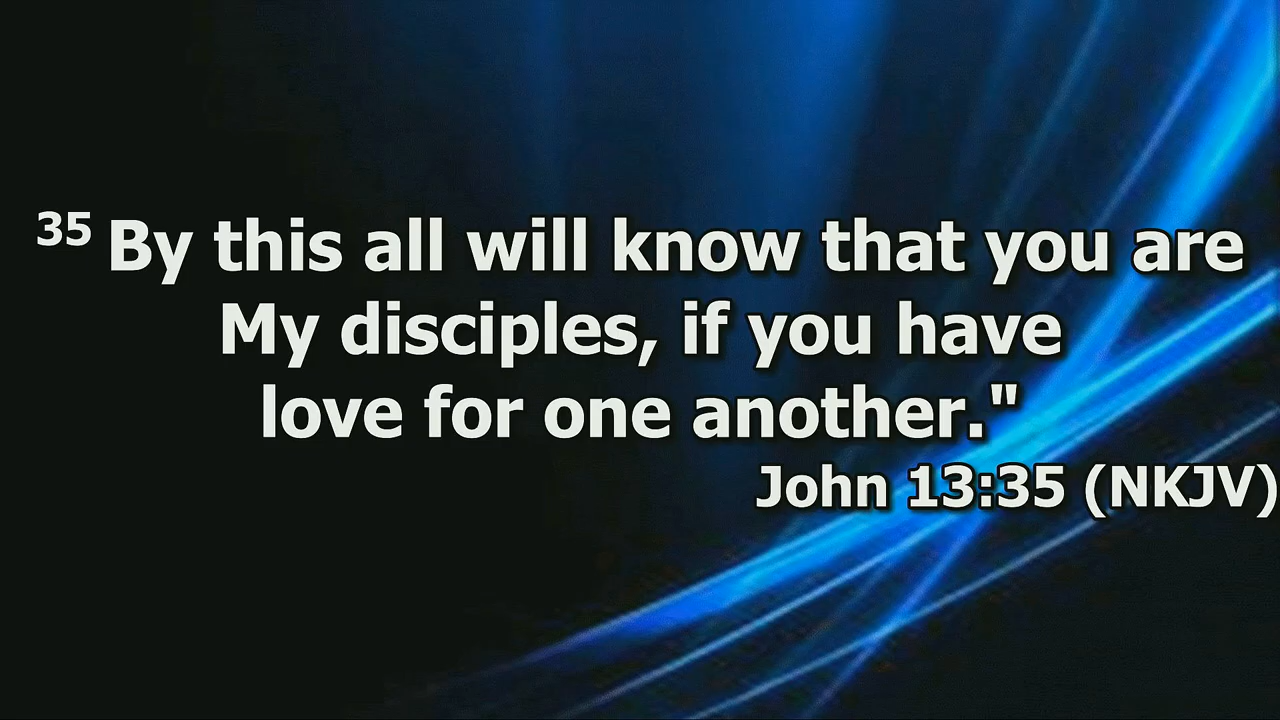 35 By this all will know that you are
My disciples, if you have
love for one another."
John 13:35 (NKJV)